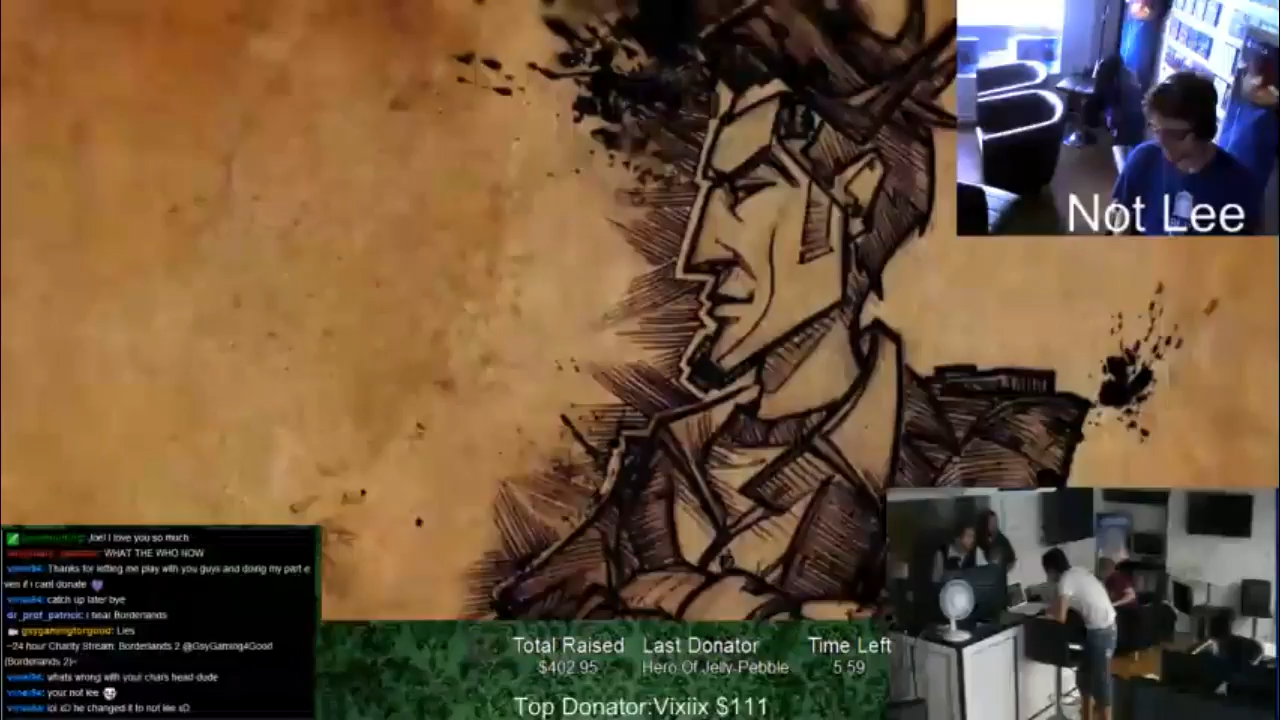 Not Lee
Joel I love you so much
WHAT THE WHO NOW
Thanks for letting me play with you guys and doing my part e
ven if i cant donate
catch up later bye
dr_prof_patricic: I hear Borderlands
gsygamingforgood: Lies
~24 hour Charity Stream: Borderlands 2 @GsyGaming4Good
(Borderlands 2)~
whats wrong with your chars head dude
your not lee
lol xD he changed it to not lee xD
Total Raised Last Donator Time Left
$402.95 Hero Of Jelly Pebble 5.59
Top Donator:Vixiix $111